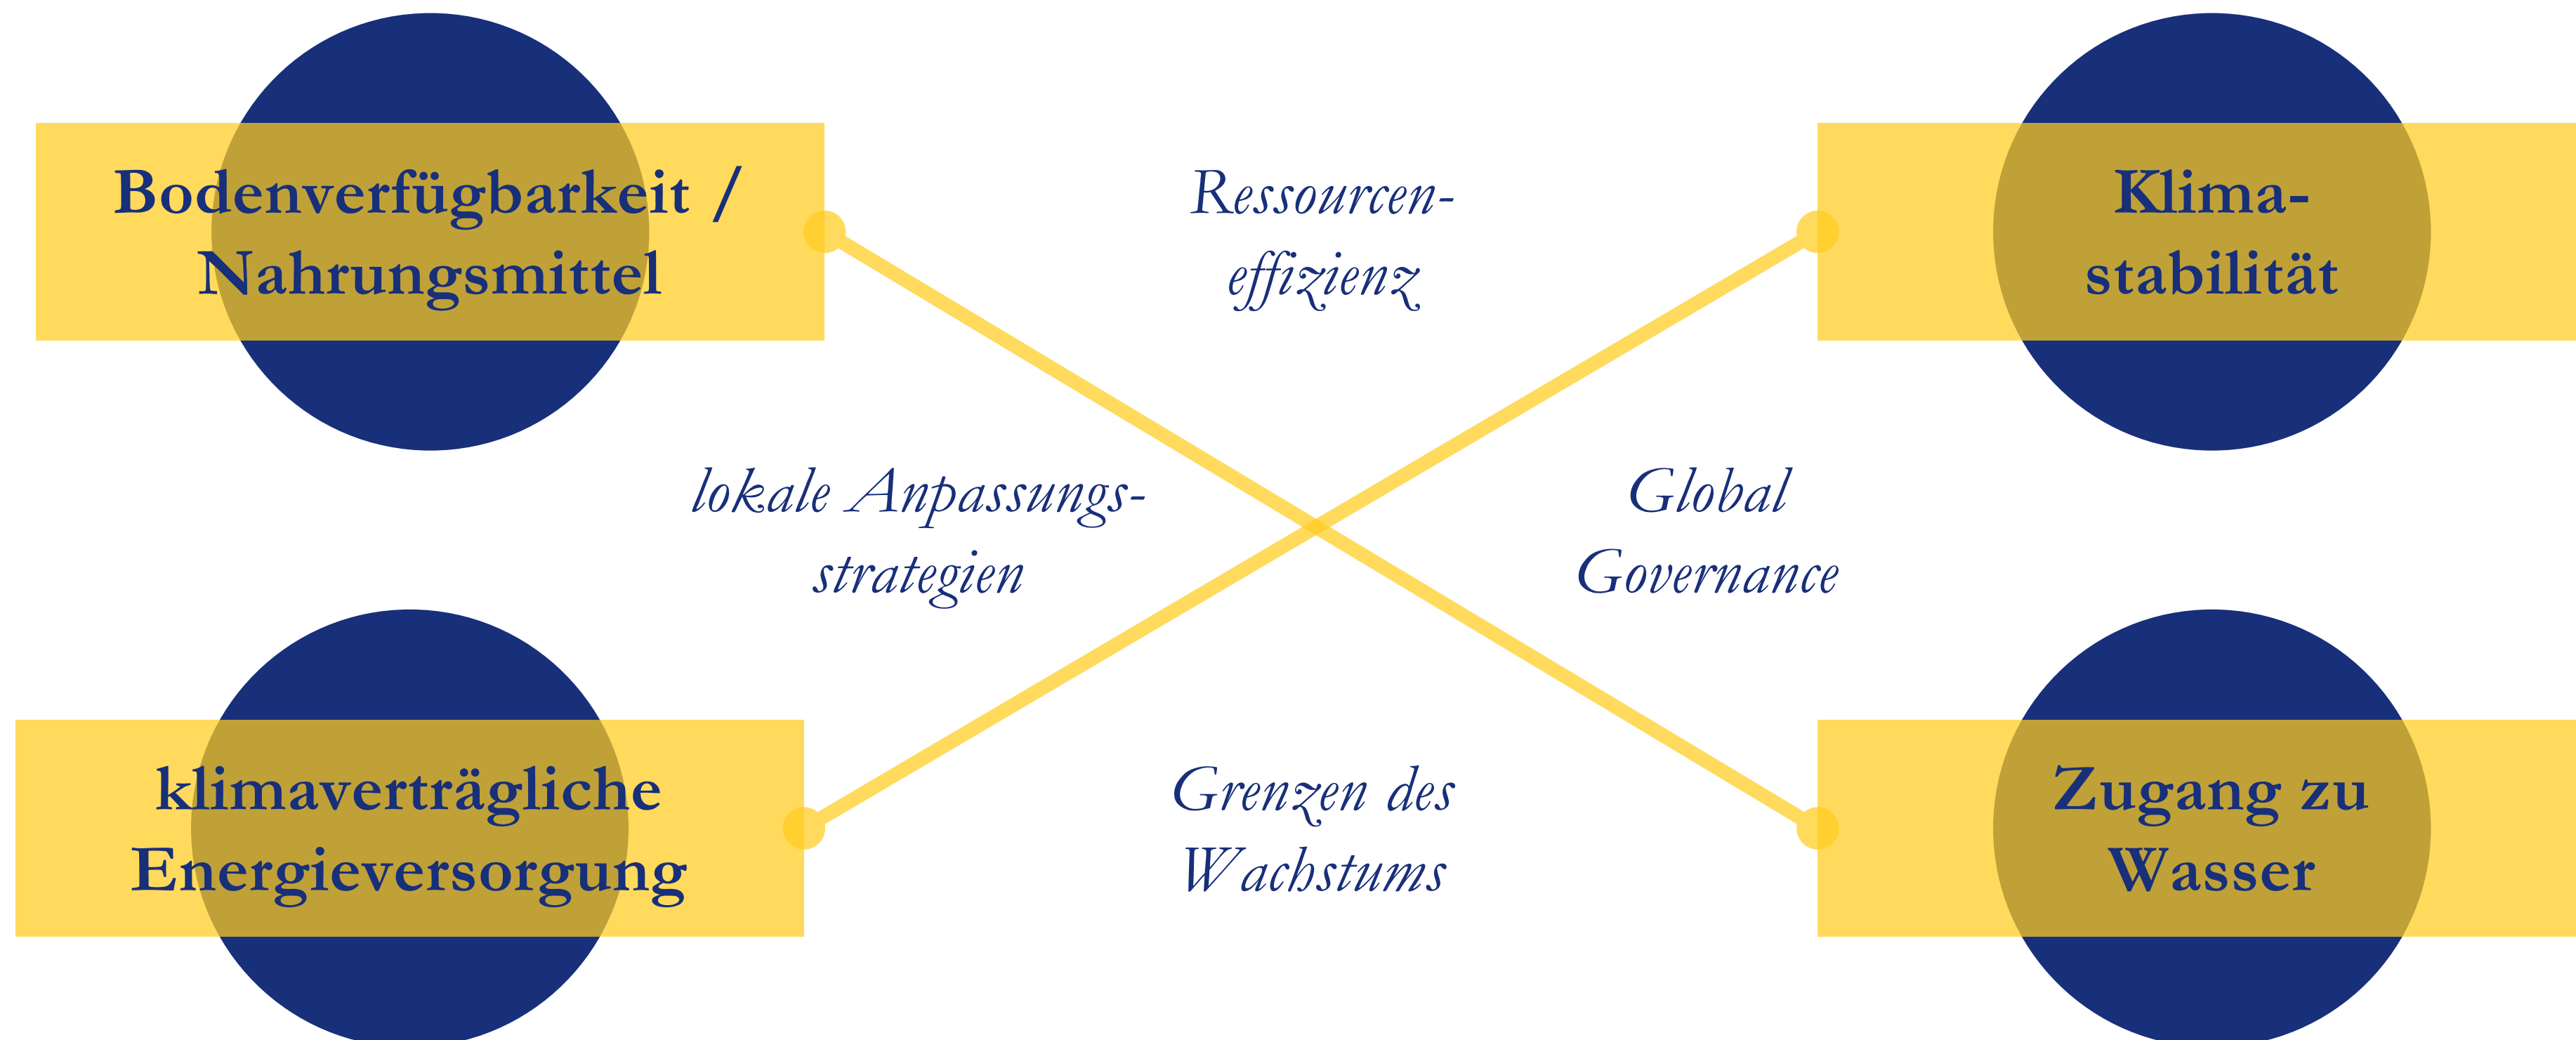 Bodenverfügbarkeit /
Nahrungsmittel
Ressourcen-
effizienz
Klima-
stabilität
lokale Anpassungs-
strategien
Global
Governance
klimaverträgliche
Energieversorgung
Grenzen des
Wachstums
Zugang zu
Wasser